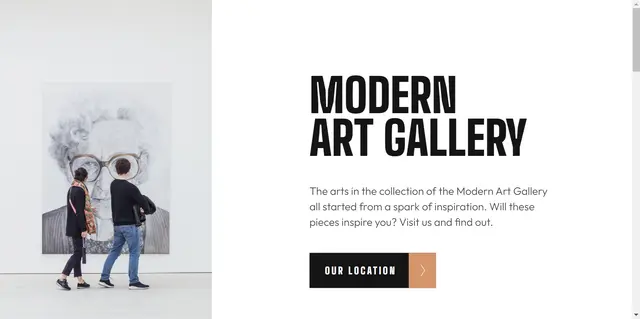 MODERN
ART GALLERY
The arts in the collection of the Modern Art Gallery
all started from a spark of inspiration. Will these
pieces inspire you? Visit us and find out.
OUR LOCATION